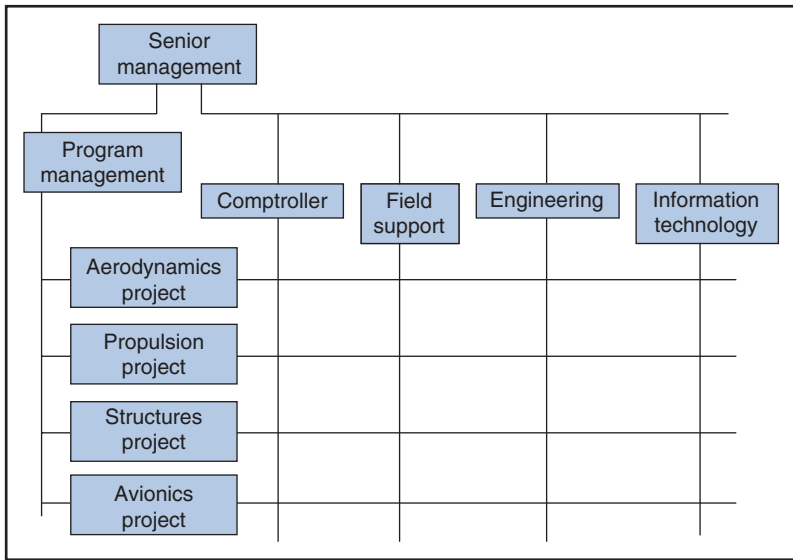 Senior
management
Program
management
Comptroller
Field
support
Engineering
Information
technology
Aerodynamics
project
Propulsion
project
Structures
project
Avionics
project